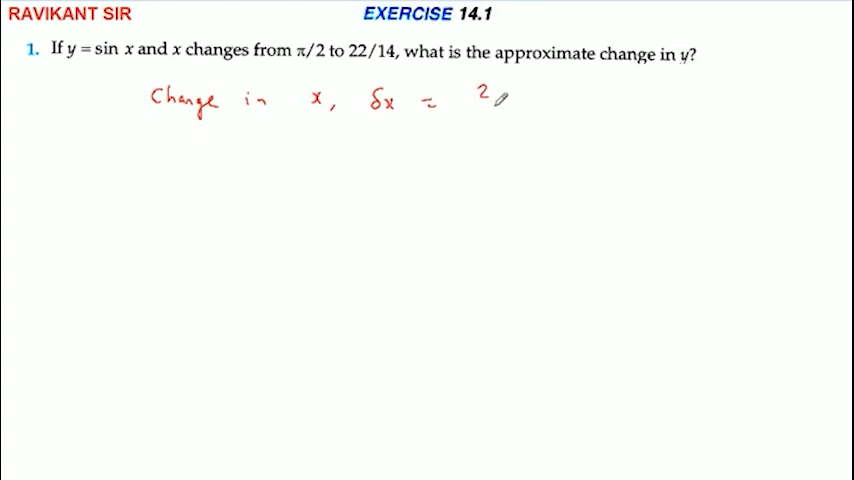 RAVIKANT SIR EXERCISE 14.1
1. If y = sin x and x changes from π/2 to 22/14, what is the approximate change in y?
Change in x, δx = 2